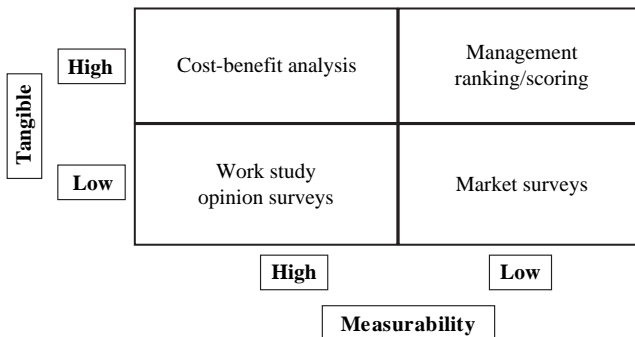 Tangible
High
Cost-benefit analysis
Management
ranking/scoring
Low
Work study
opinion surveys
Market surveys
High
Low
Measurability